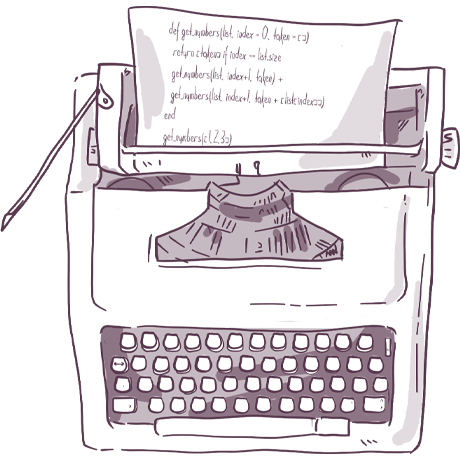 def get_numbers(list, index = 0, taken = [])
return [taken] if index == list.size
get_numbers(list, index+1, taken) +
get_numbers(list, index+1, taken + [list[index]])
end
get_numbers([1,2,3])